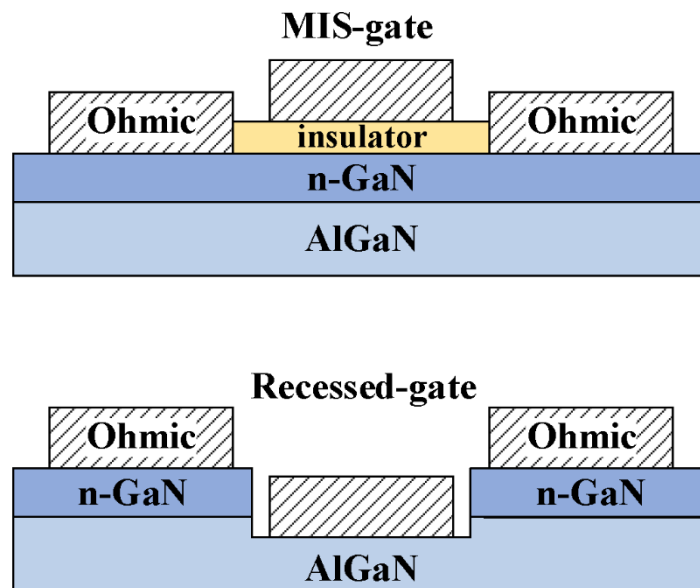 MIS-gate
Ohmic
insulator
Ohmic
n-GaN
AlGaN
Recessed-gate
Ohmic
Ohmic
n-GaN
n-GaN
AlGaN